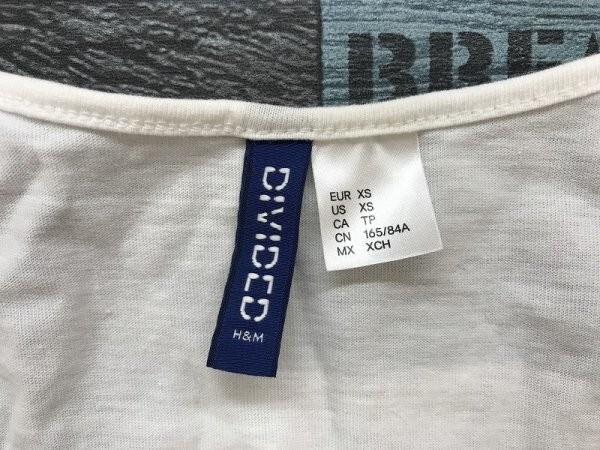 BREA
DIVIDED
H&M
EUR XS
US XS
CA TP
CN 165/84A
MX XCH